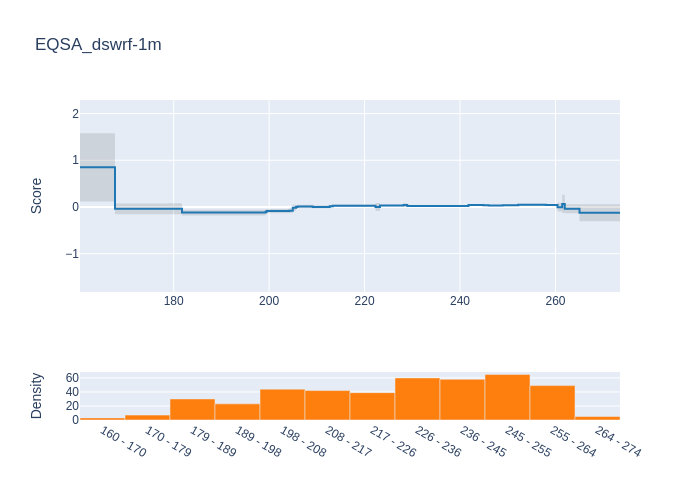 EQSA_dswrf-1m
Score
2
1
0
−1
180
200
220
240
260
Density
60
40
20
0
160 - 170
170 - 179
179 - 189
189 - 198
198 - 208
208 - 217
217 - 226
226 - 236
236 - 245
245 - 255
255 - 264
264 - 274